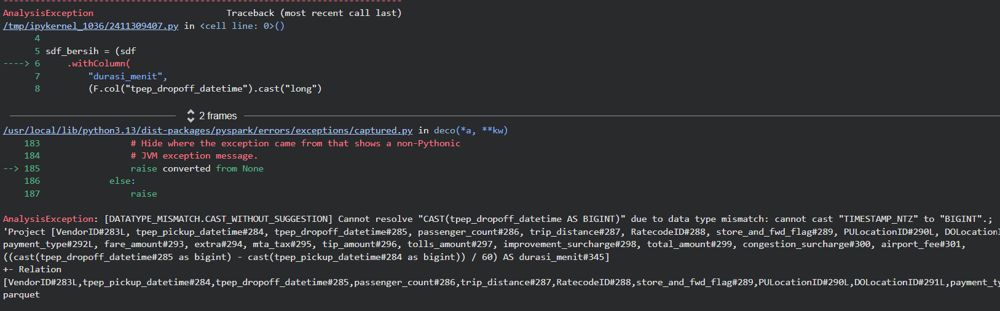 --------------------------------------------------------------------------
AnalysisException                         Traceback (most recent call last)
/tmp/ipykernel_1036/2411309407.py in <cell line: 0>()
      4
      5 sdf_bersih = (sdf
----> 6     .withColumn(
      7         "durasi_menit",
      8         (F.col("tpep_dropoff_datetime").cast("long")
2 frames
/usr/local/lib/python3.13/dist-packages/pyspark/errors/exceptions/captured.py in deco(*a, **kw)
    183                 # Hide where the exception came from that shows a non-Pythonic
    184                 # JVM exception message.
--> 185                 raise converted from None
    186             else:
    187                 raise
AnalysisException: [DATATYPE_MISMATCH.CAST_WITHOUT_SUGGESTION] Cannot resolve "CAST(tpep_dropoff_datetime AS BIGINT)" due to data type mismatch: cannot cast "TIMESTAMP_NTZ" to "BIGINT".;
'Project [VendorID#283L, tpep_pickup_datetime#284, tpep_dropoff_datetime#285, passenger_count#286, trip_distance#287, RatecodeID#288, store_and_fwd_flag#289, PULocationID#290L, DOLocationI
payment_type#292L, fare_amount#293, extra#294, mta_tax#295, tip_amount#296, tolls_amount#297, improvement_surcharge#298, total_amount#299, congestion_surcharge#300, airport_fee#301,
((cast(tpep_dropoff_datetime#285 as bigint) - cast(tpep_pickup_datetime#284 as bigint)) / 60) AS durasi_menit#345]
+- Relation
[VendorID#283L,tpep_pickup_datetime#284,tpep_dropoff_datetime#285,passenger_count#286,trip_distance#287,RatecodeID#288,store_and_fwd_flag#289,PULocationID#290L,DOLocationID#291L,payment_ty
parquet